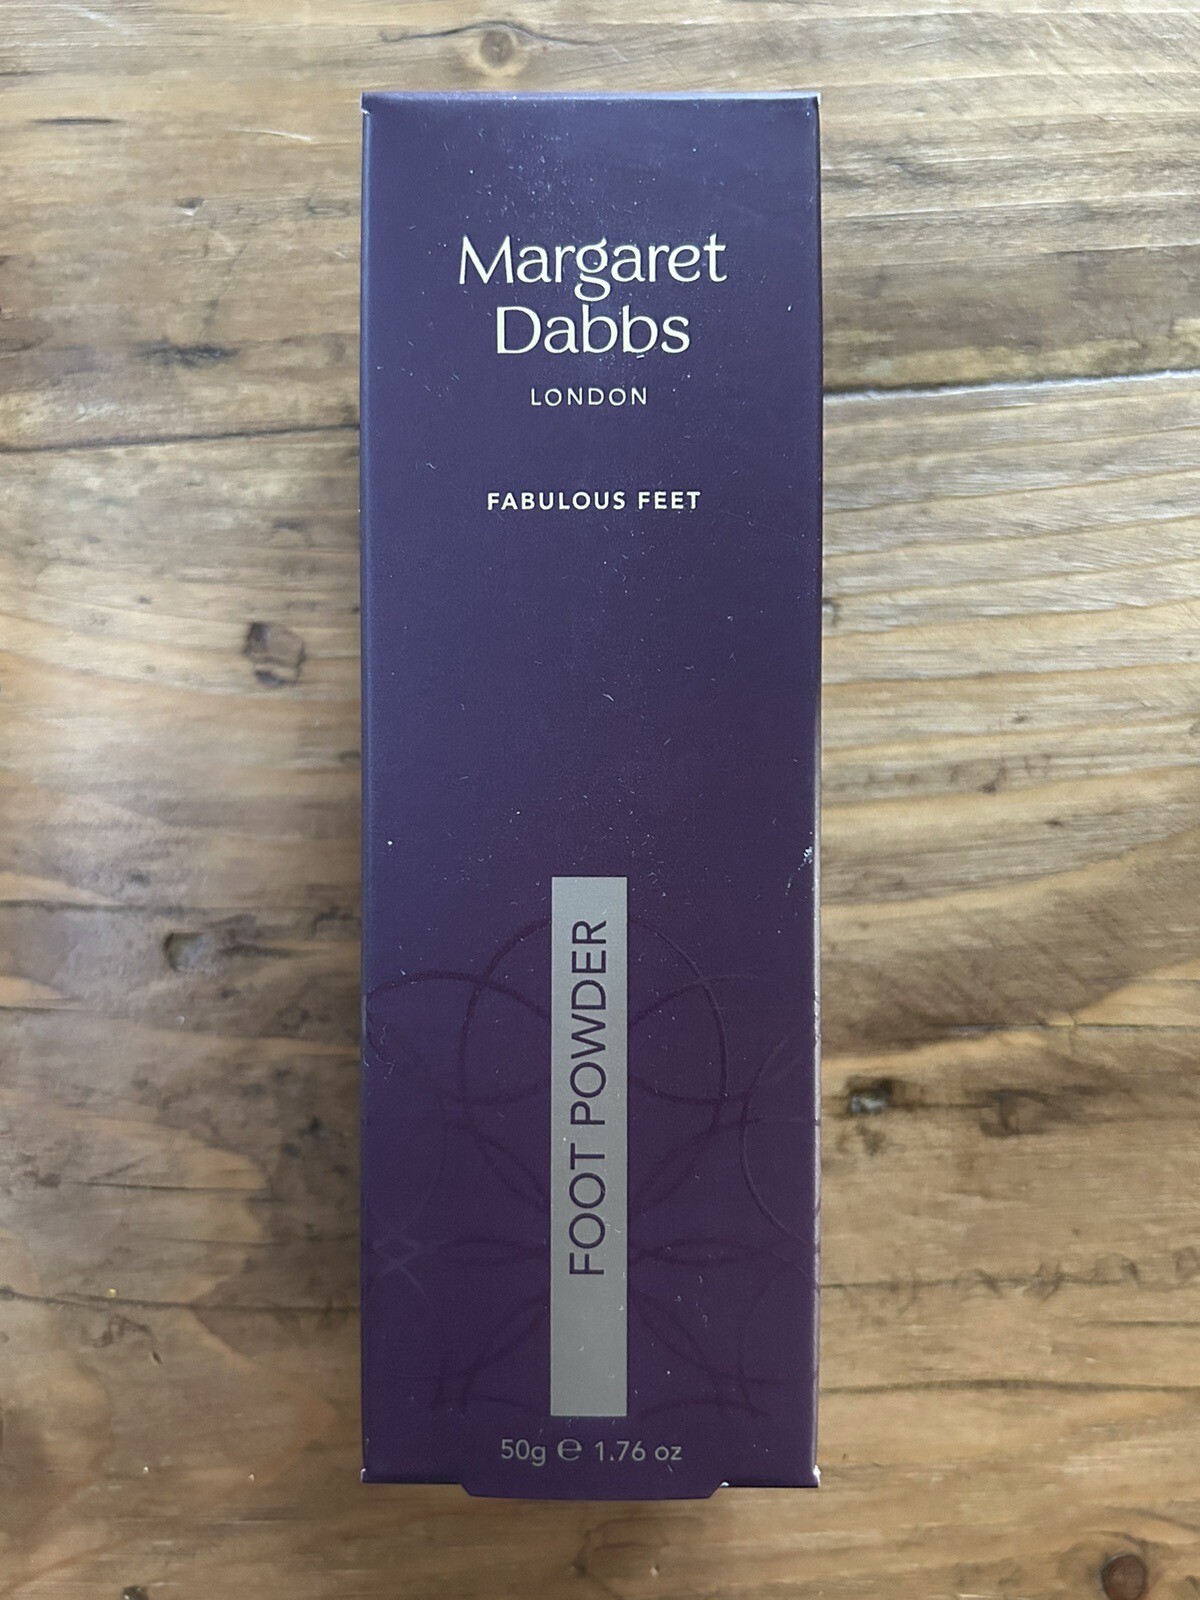 Margaret
Dabbs
LONDON
FABULOUS FEET
FOOT POWDER
50g ℮ 1.76 oz